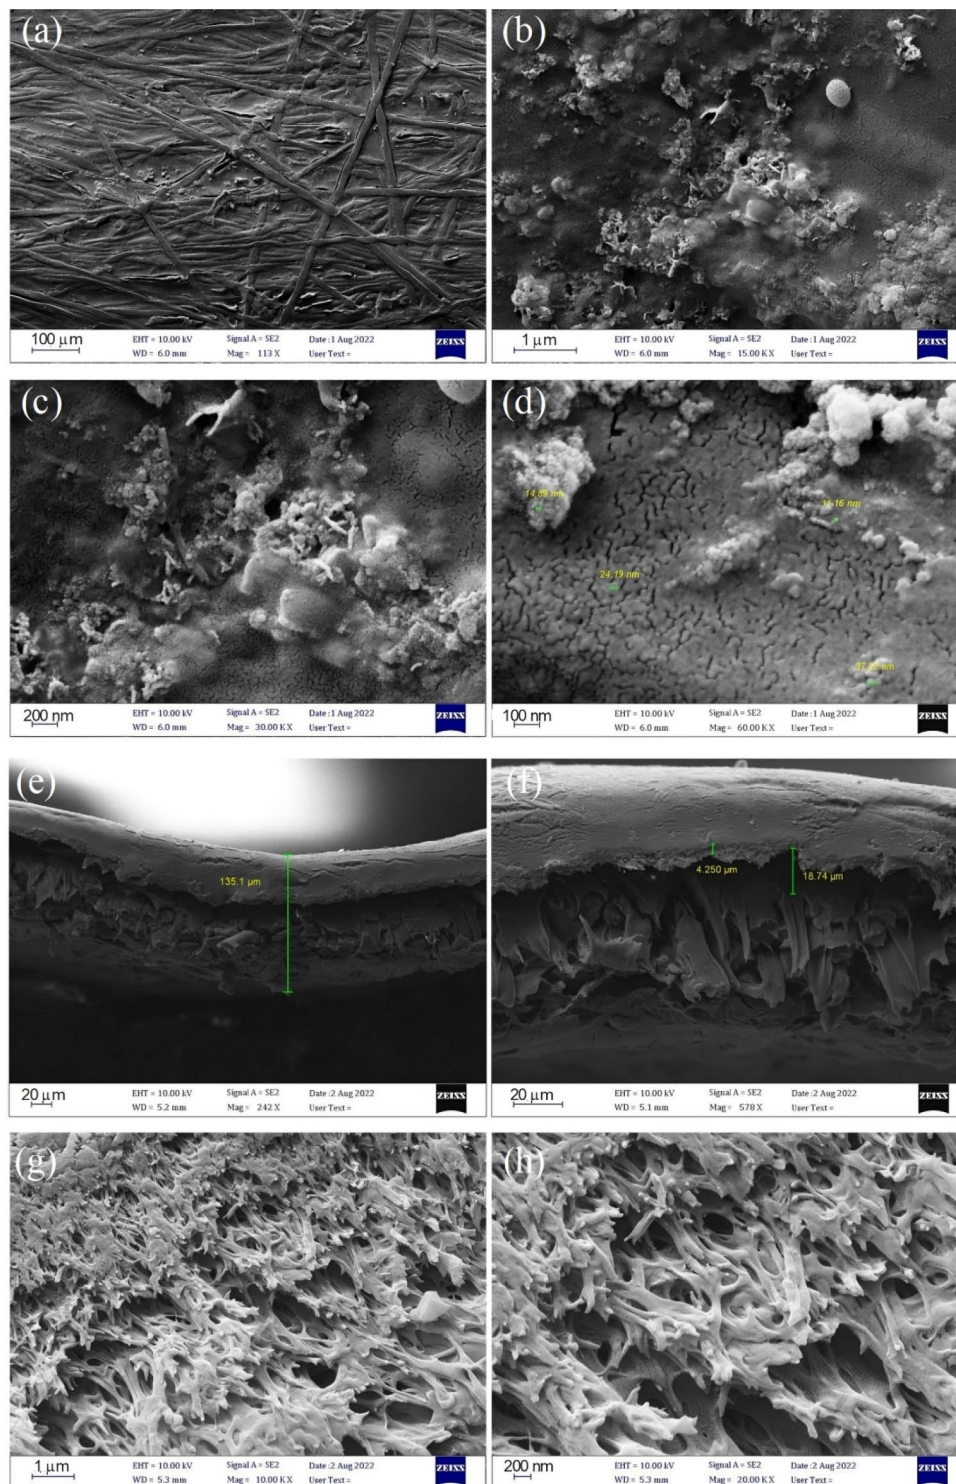 (a)
100 μm
EHT = 10.00 kV Signal A = SE2 Date :1 Aug 2022 ZEISS
WD = 6.0 mm Mag = 113 X User Text =
(b)
1 μm
EHT = 10.00 kV Signal A = SE2 Date :1 Aug 2022 ZEISS
WD = 6.0 mm Mag = 15.00 KX User Text =
(c)
200 nm
EHT = 10.00 kV Signal A = SE2 Date :1 Aug 2022 ZEISS
WD = 6.0 mm Mag = 30.00 KX User Text =
(d)
nm
nm
24.19 nm
nm
100 nm
EHT = 10.00 kV Signal A = SE2 Date :1 Aug 2022 ZEISS
WD = 6.0 mm Mag = 60.00 KX User Text =
(e)
135.1 μm
20 μm
EHT = 10.00 kV Signal A = SE2 Date :2 Aug 2022 ZEISS
WD = 5.2 mm Mag = 242 X User Text =
(f)
4.250 μm
18.74 μm
20 μm
EHT = 10.00 kV Signal A = SE2 Date :2 Aug 2022 ZEISS
WD = 5.1 mm Mag = 578 X User Text =
(g)
1 μm
EHT = 10.00 kV Signal A = SE2 Date :2 Aug 2022 ZEISS
WD = 5.3 mm Mag = 10.00 KX User Text =
(h)
200 nm
EHT = 10.00 kV Signal A = SE2 Date :2 Aug 2022 ZEISS
WD = 5.3 mm Mag = 20.00 KX User Text =